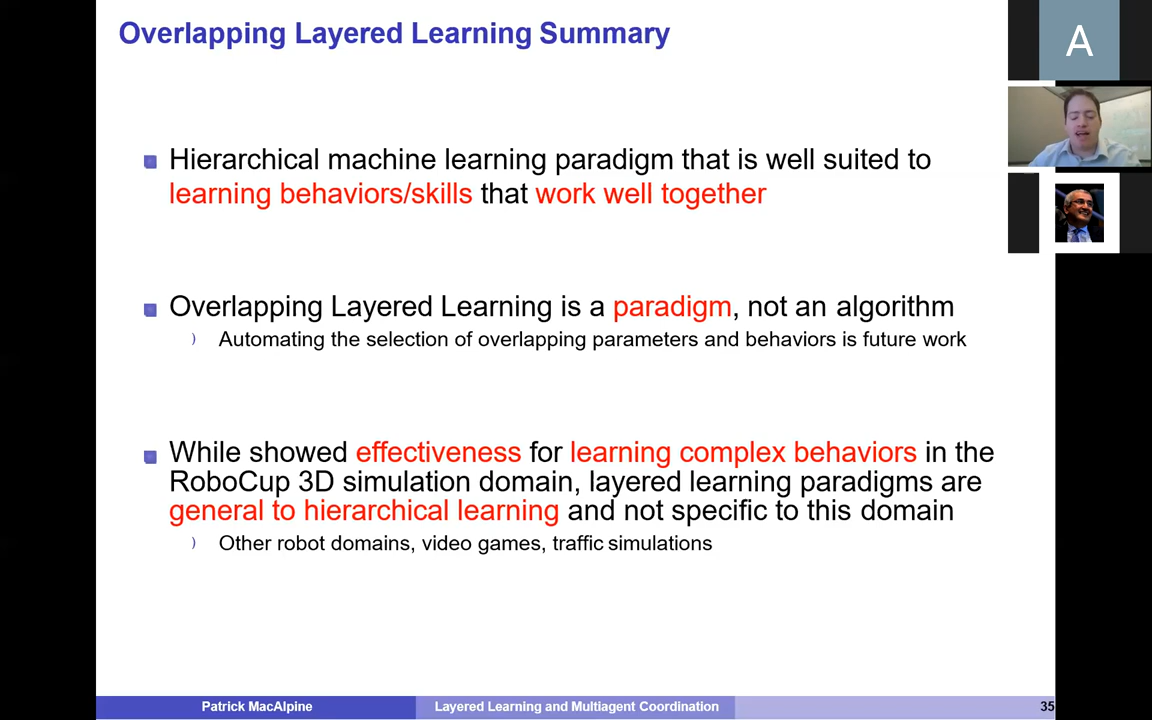 Overlapping Layered Learning Summary
A
Hierarchical machine learning paradigm that is well suited to
learning behaviors/skills that work well together
Overlapping Layered Learning is a paradigm, not an algorithm
) Automating the selection of overlapping parameters and behaviors is future work
While showed effectiveness for learning complex behaviors in the
RoboCup 3D simulation domain, layered learning paradigms are
general to hierarchical learning and not specific to this domain
) Other robot domains, video games, traffic simulations
Patrick MacAlpine
Layered Learning and Multiagent Coordination
35